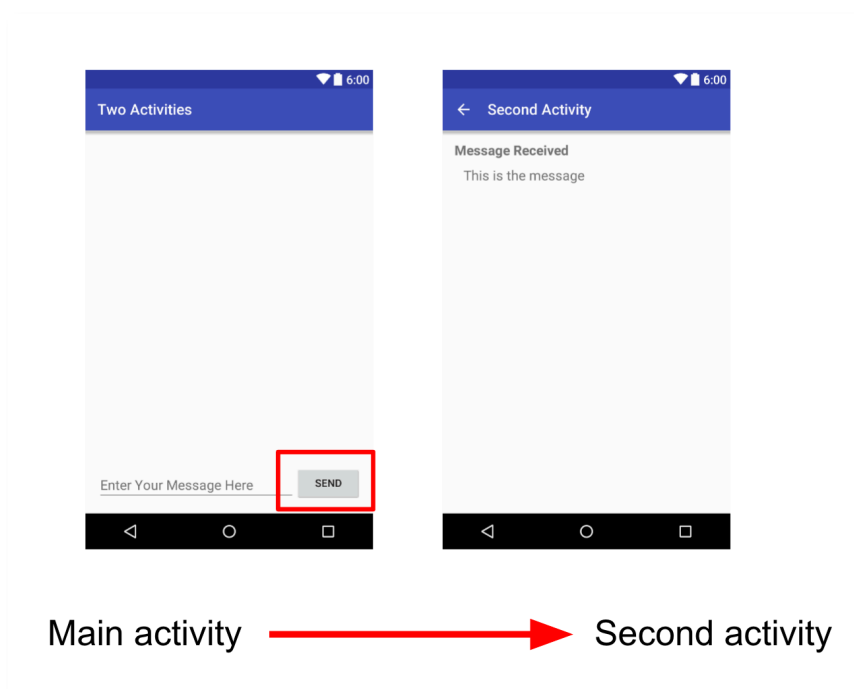 6:00
Two Activities
Enter Your Message Here
SEND
6:00
Second Activity
Message Received
This is the message
Main activity
Second activity